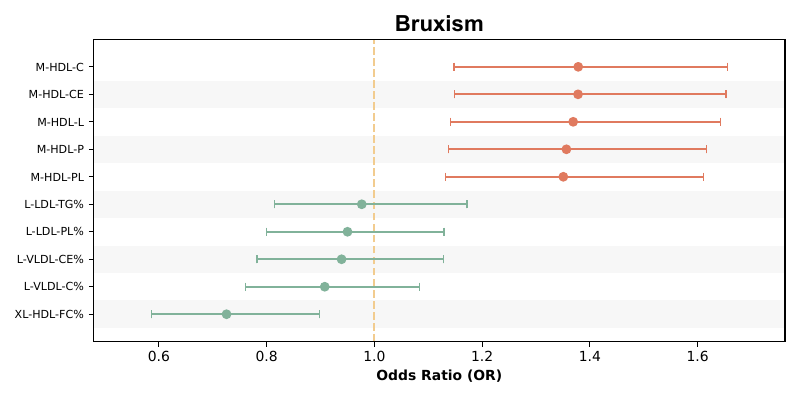 Bruxism
M-HDL-C
M-HDL-CE
M-HDL-L
M-HDL-P
M-HDL-PL
L-LDL-TG%
L-LDL-PL%
L-VLDL-CE%
L-VLDL-C%
XL-HDL-FC%
0.6 0.8 1.0 1.2 1.4 1.6
Odds Ratio (OR)